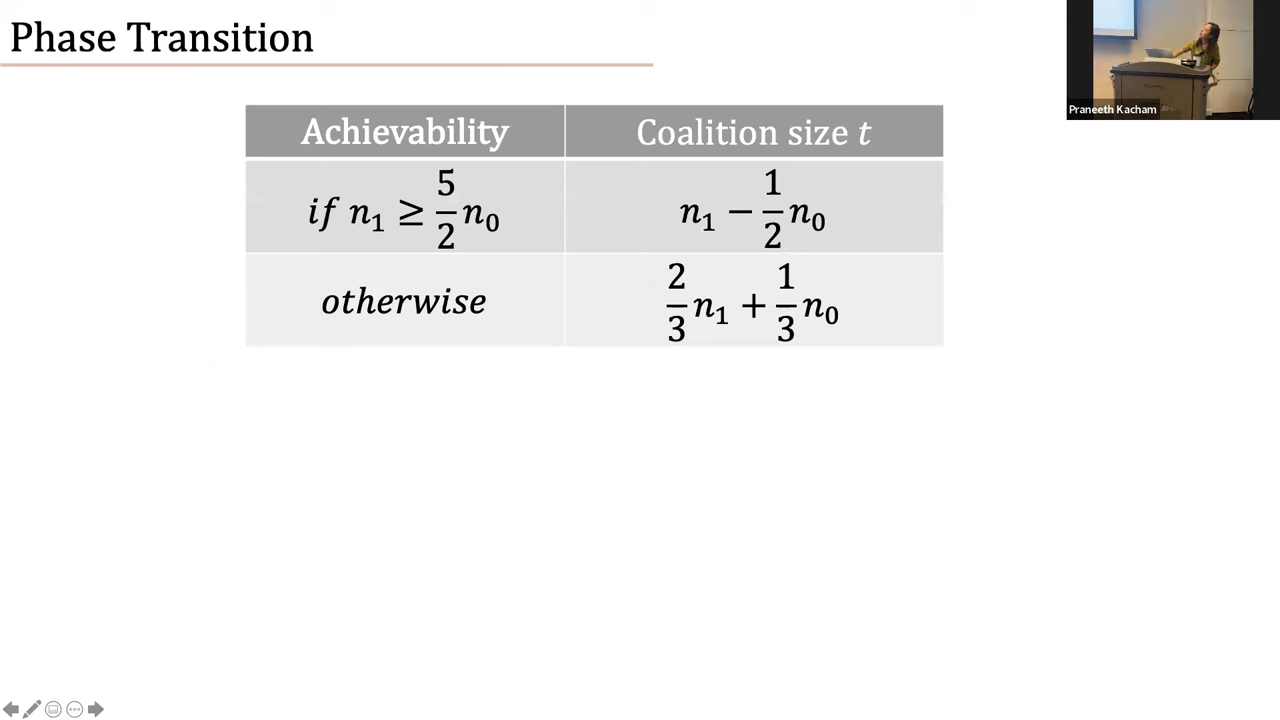 Phase Transition
Praneeth Kacham
Achievability
Coalition size t
if n₁ ≥ 5/2 n₀
n₁ − 1/2 n₀
otherwise
2/3 n₁ + 1/3 n₀